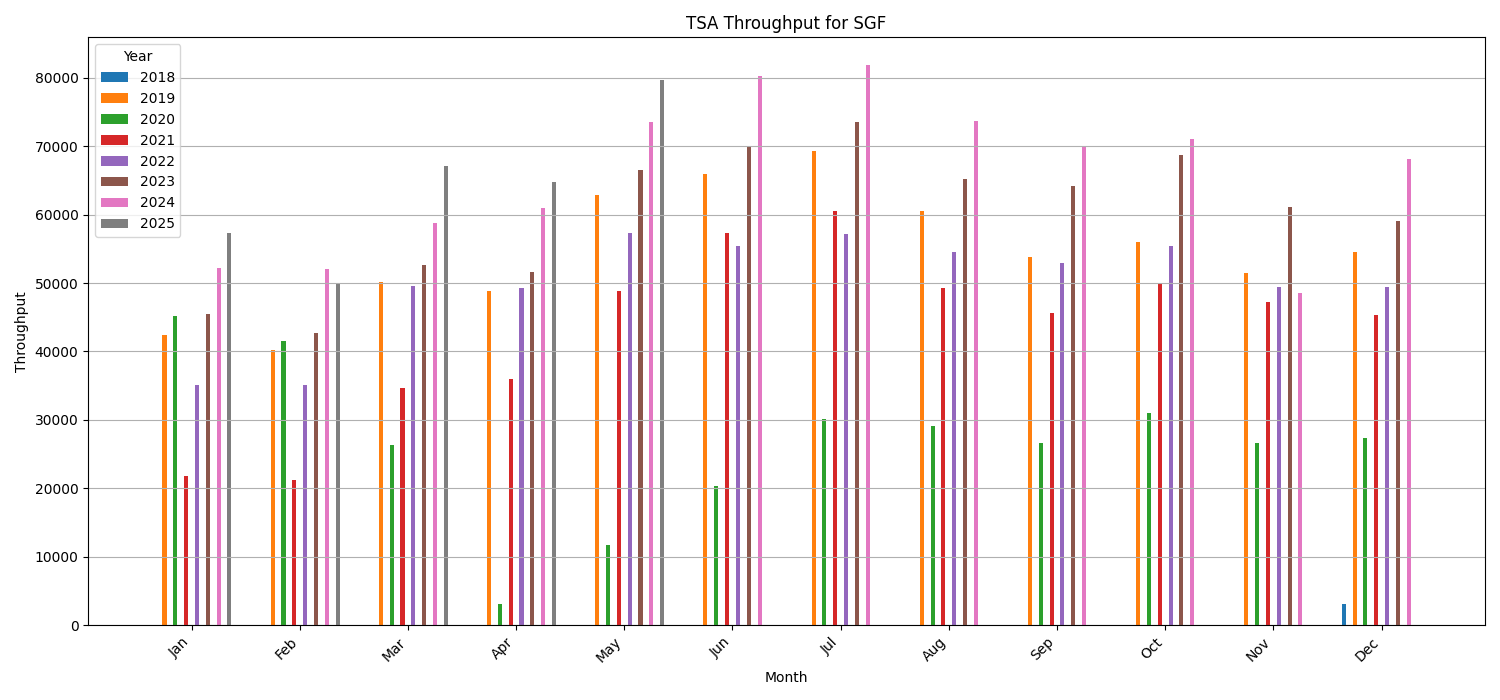 TSA Throughput for SGF
Year
2018
2019
2020
2021
2022
2023
2024
2025
Throughput
80000
70000
60000
50000
40000
30000
20000
10000
0
Jan
Feb
Mar
Apr
May
Jun
Jul
Aug
Sep
Oct
Nov
Dec
Month